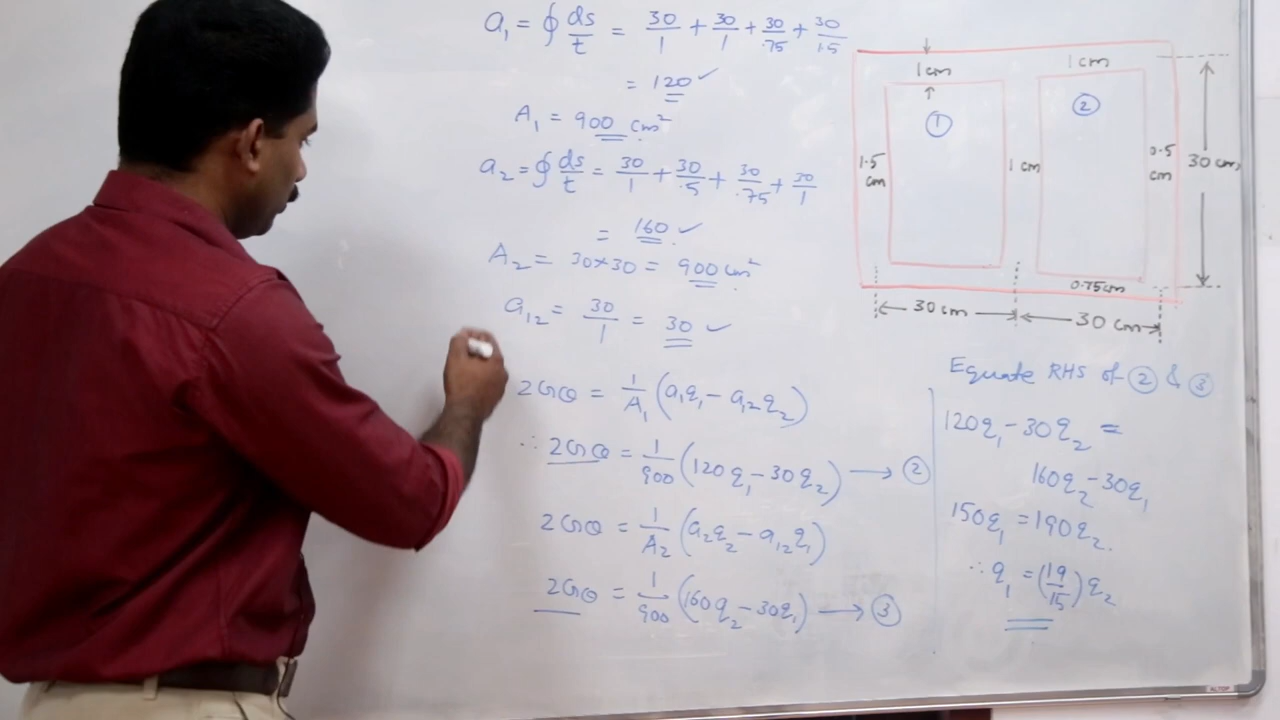 a₁ = ∮ ds/t = 30/1 + 30/1 + 30/.75 + 30/1.5
= 120 ✓
A₁ = 900 cm²
a₂ = ∮ ds/t = 30/1 + 30/.5 + 30/.75 + 30/1
= 160 ✓
A₂ = 30×30 = 900 cm²
a₁₂ = 30/1 = 30 ✓
2Gθ = 1/A₁ (a₁q₁ - a₁₂q₂)
∴ 2Gθ = 1/900 (120q₁ - 30q₂) → ②
2Gθ = 1/A₂ (a₂q₂ - a₁₂q₁)
2Gθ = 1/900 (160q₂ - 30q₁) → ③
1 cm
1 cm
①
②
1.5 cm
1 cm
0.5 cm
30 cm
0.75cm
30 cm
30 cm
Equate RHS of ② & ③
120q₁ - 30q₂ =
160q₂ - 30q₁
150q₁ = 190q₂.
∴ q₁ = (19/15) q₂